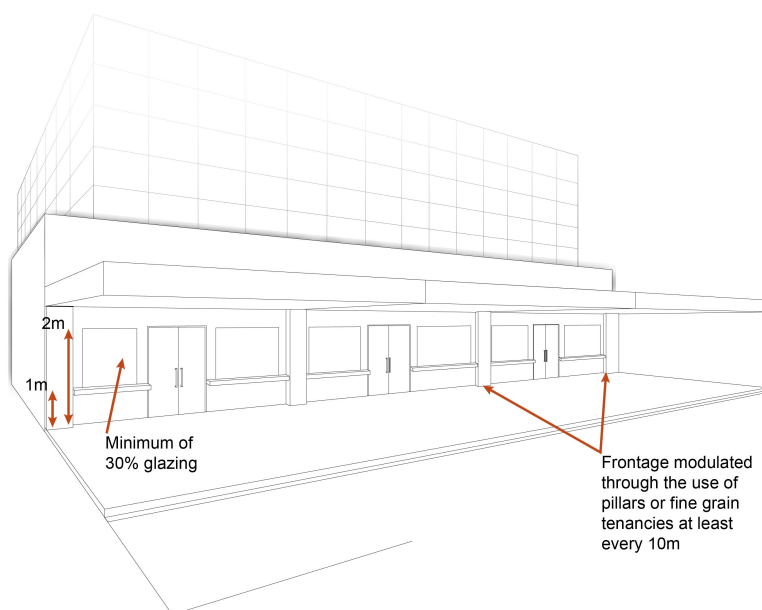 2m
1m
Minimum of
30% glazing
Frontage modulated
through the use of
pillars or fine grain
tenancies at least
every 10m